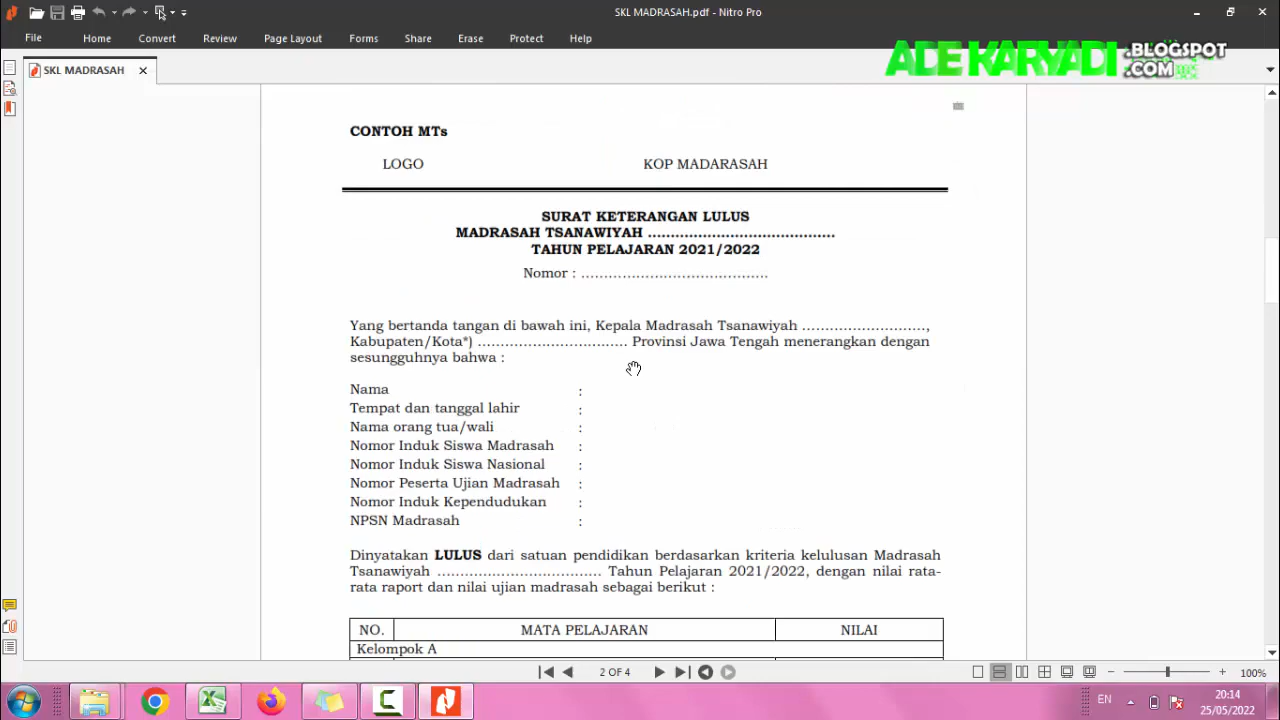 SKL MADRASAH.pdf - Nitro Pro
File Home Convert Review Page Layout Forms Share Erase Protect Help
ADE KARYADI .BLOGSPOT
.COM
SKL MADRASAH
CONTOH MTs
LOGO KOP MADARASAH
SURAT KETERANGAN LULUS
MADRASAH TSANAWIYAH .........................................
TAHUN PELAJARAN 2021/2022
Nomor : .........................................
Yang bertanda tangan di bawah ini, Kepala Madrasah Tsanawiyah ...........................,
Kabupaten/Kota*) ................................. Provinsi Jawa Tengah menerangkan dengan
sesungguhnya bahwa :
Nama :
Tempat dan tanggal lahir :
Nama orang tua/wali :
Nomor Induk Siswa Madrasah :
Nomor Induk Siswa Nasional :
Nomor Peserta Ujian Madrasah :
Nomor Induk Kependudukan :
NPSN Madrasah :
Dinyatakan LULUS dari satuan pendidikan berdasarkan kriteria kelulusan Madrasah
Tsanawiyah .................................... Tahun Pelajaran 2021/2022, dengan nilai rata-
rata raport dan nilai ujian madrasah sebagai berikut :
NO. MATA PELAJARAN NILAI
Kelompok A
2 OF 4
100%
EN
20:14
25/05/2022